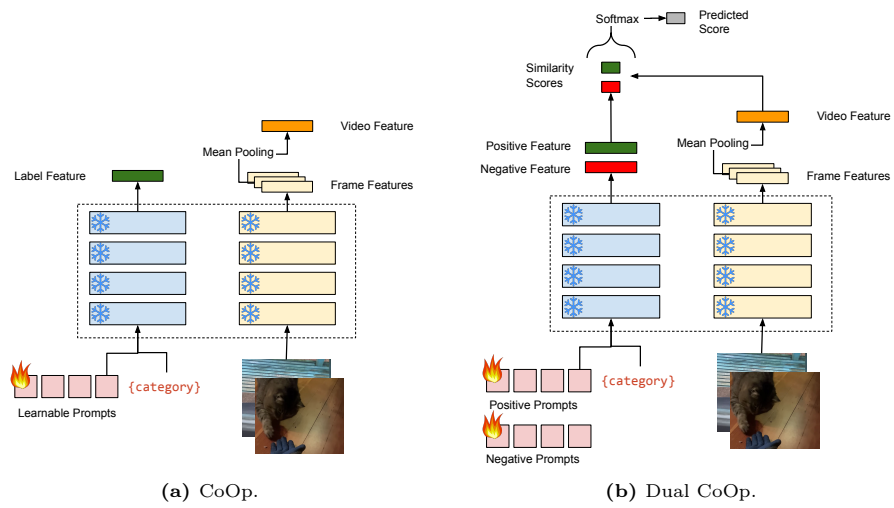 Video Feature
Mean Pooling
Label Feature
Frame Features
{category}
Learnable Prompts
(a) CoOp.
Softmax
Predicted
Score
Similarity
Scores
Video Feature
Positive Feature
Mean Pooling
Negative Feature
Frame Features
{category}
Positive Prompts
Negative Prompts
(b) Dual CoOp.